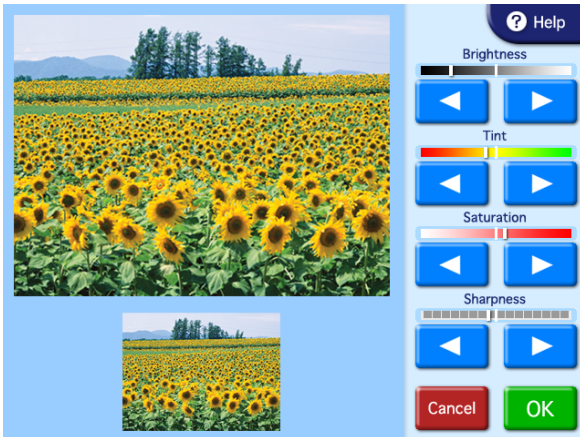 ? Help
Brightness
Tint
Saturation
Sharpness
Cancel
OK